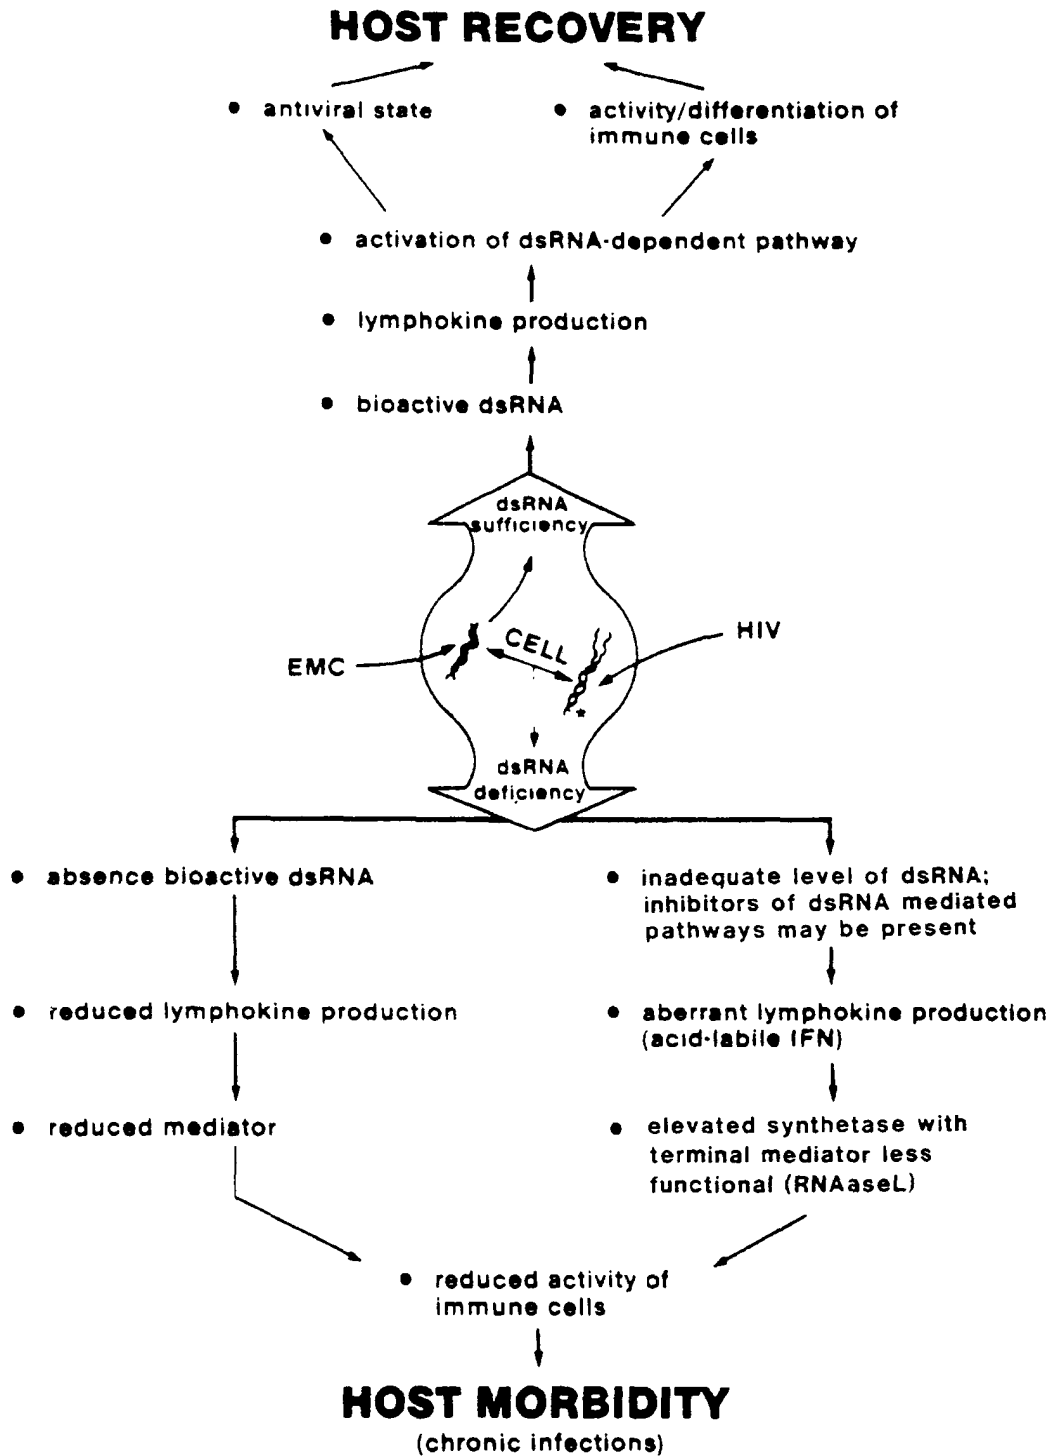 HOST RECOVERY
• antiviral state
• activity/differentiation of
immune cells
• activation of dsRNA-dependent pathway
• lymphokine production
• bioactive dsRNA
dsRNA
sufficiency
CELL
HIV
EMC
*
dsRNA
deficiency
• absence bioactive dsRNA
• inadequate level of dsRNA;
inhibitors of dsRNA mediated
pathways may be present
• reduced lymphokine production
• aberrant lymphokine production
(acid-labile IFN)
• reduced mediator
• elevated synthetase with
terminal mediator less
functional (RNAaseL)
• reduced activity of
immune cells
HOST MORBIDITY
(chronic infections)